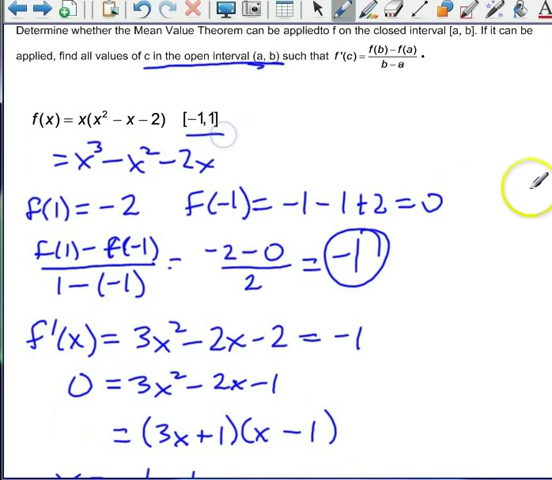 Determine whether the Mean Value Theorem can be appliedto f on the closed interval [a, b]. If it can be
applied, find all values of c in the open interval (a, b) such that f'(c) = f(b) − f(a) / b − a .
f(x) = x(x² − x − 2) [−1,1]
= x³ − x² − 2x
f(1) = −2 f(−1) = −1 − 1 + 2 = 0
f(1) − f(−1) / 1 − (−1) = −2 − 0 / 2 = −1
f'(x) = 3x² − 2x − 2 = −1
0 = 3x² − 2x − 1
= (3x + 1)(x − 1)